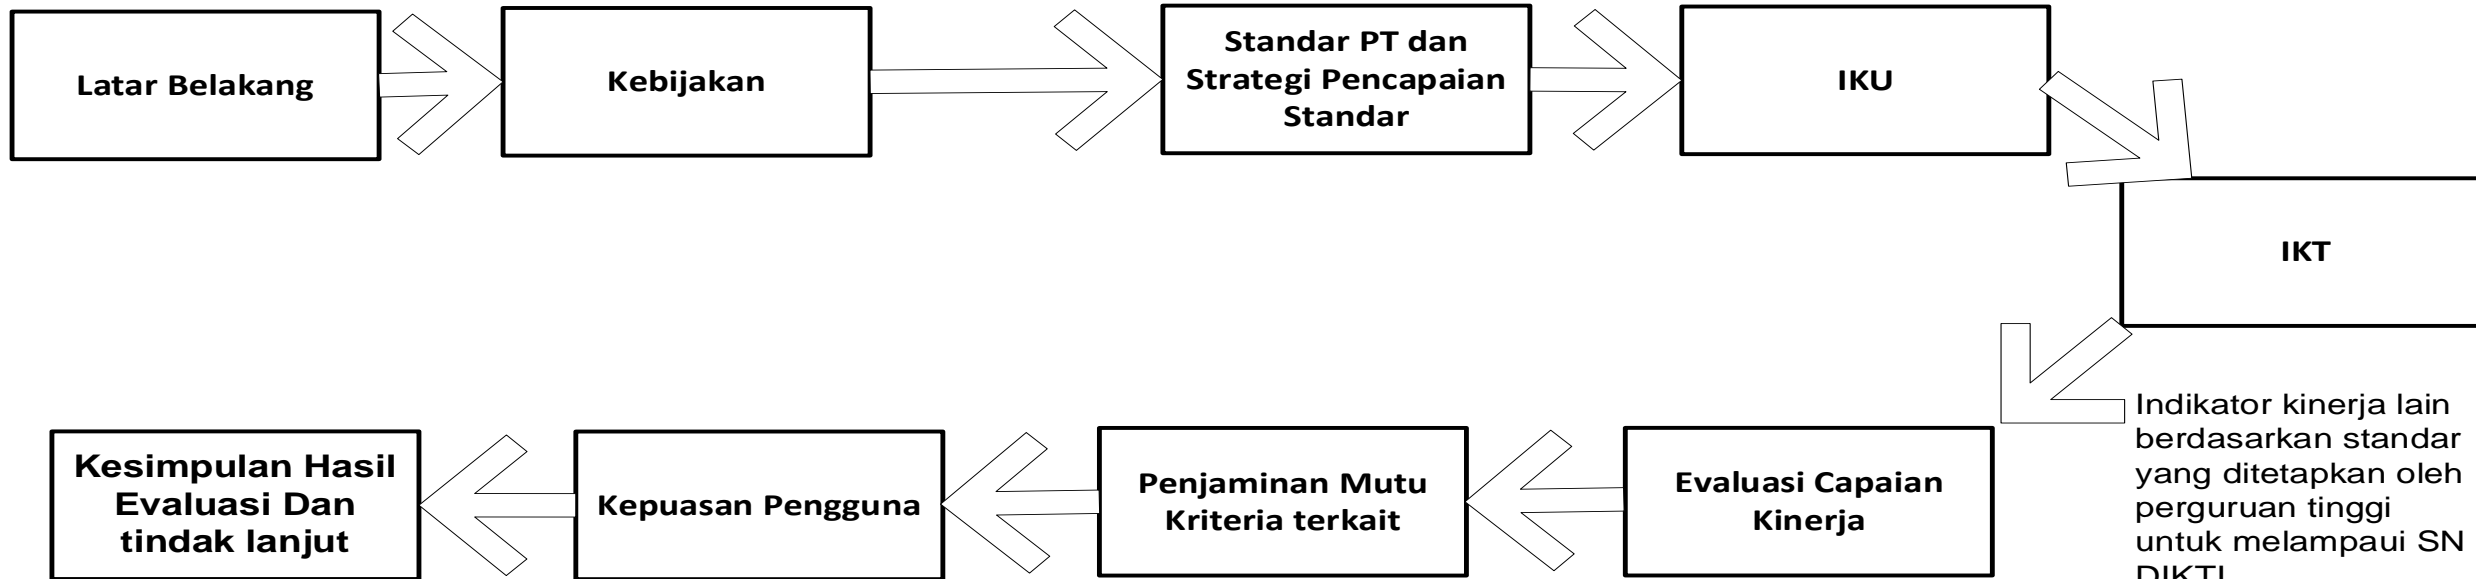 Latar Belakang
Kebijakan
Standar PT dan
Strategi Pencapaian
Standar
IKU
IKT
Indikator kinerja lain
berdasarkan standar
yang ditetapkan oleh
perguruan tinggi
untuk melampaui SN
DIKTI
Evaluasi Capaian
Kinerja
Penjaminan Mutu
Kriteria terkait
Kepuasan Pengguna
Kesimpulan Hasil
Evaluasi Dan
tindak lanjut